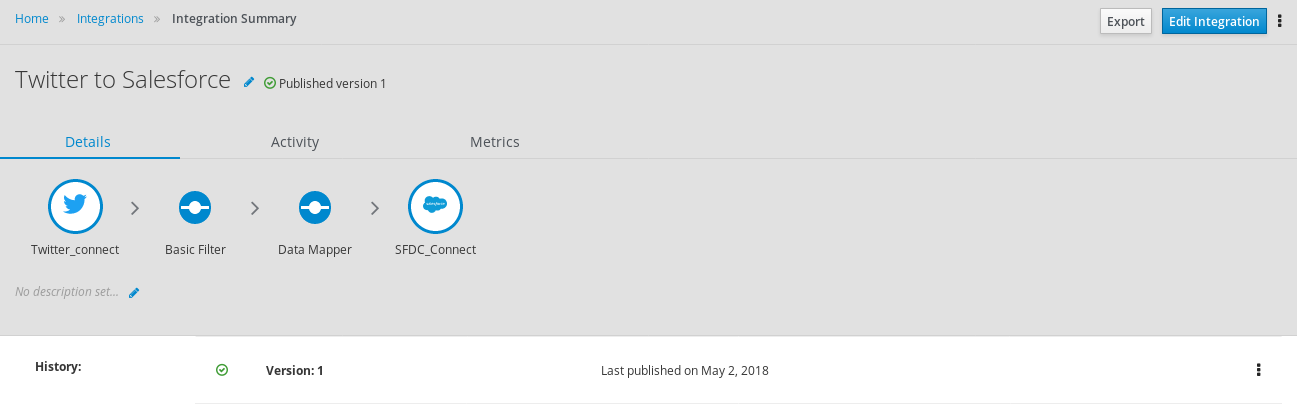 Home » Integrations » Integration Summary
Export
Edit Integration
Twitter to Salesforce
Published version 1
Details
Activity
Metrics
salesforce
Twitter_connect
Basic Filter
Data Mapper
SFDC_Connect
No description set...
History:
Version: 1
Last published on May 2, 2018